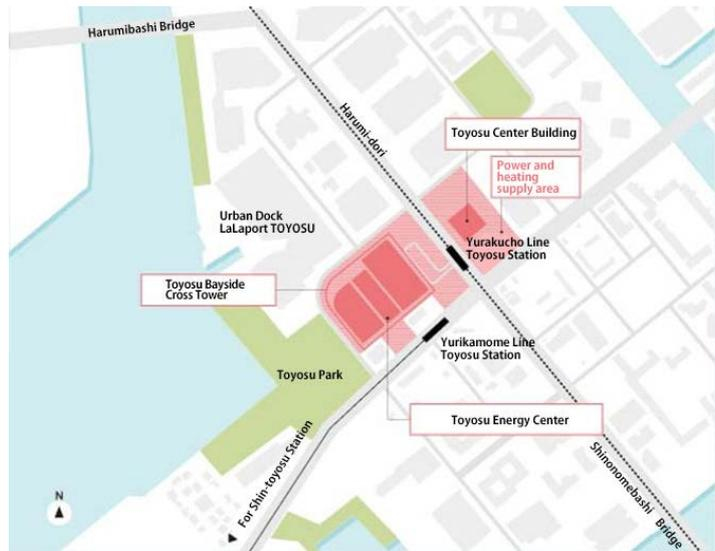 Harumibashi Bridge
Harumi-dori
Toyosu Center Building
Power and
heating
supply area
Urban Dock
LaLaport TOYOSU
Yurakucho Line
Toyosu Station
Toyosu Bayside
Cross Tower
Yurikamome Line
Toyosu Station
Toyosu Park
Toyosu Energy Center
For Shin-toyosu Station
Shinonomebashi Bridge
N